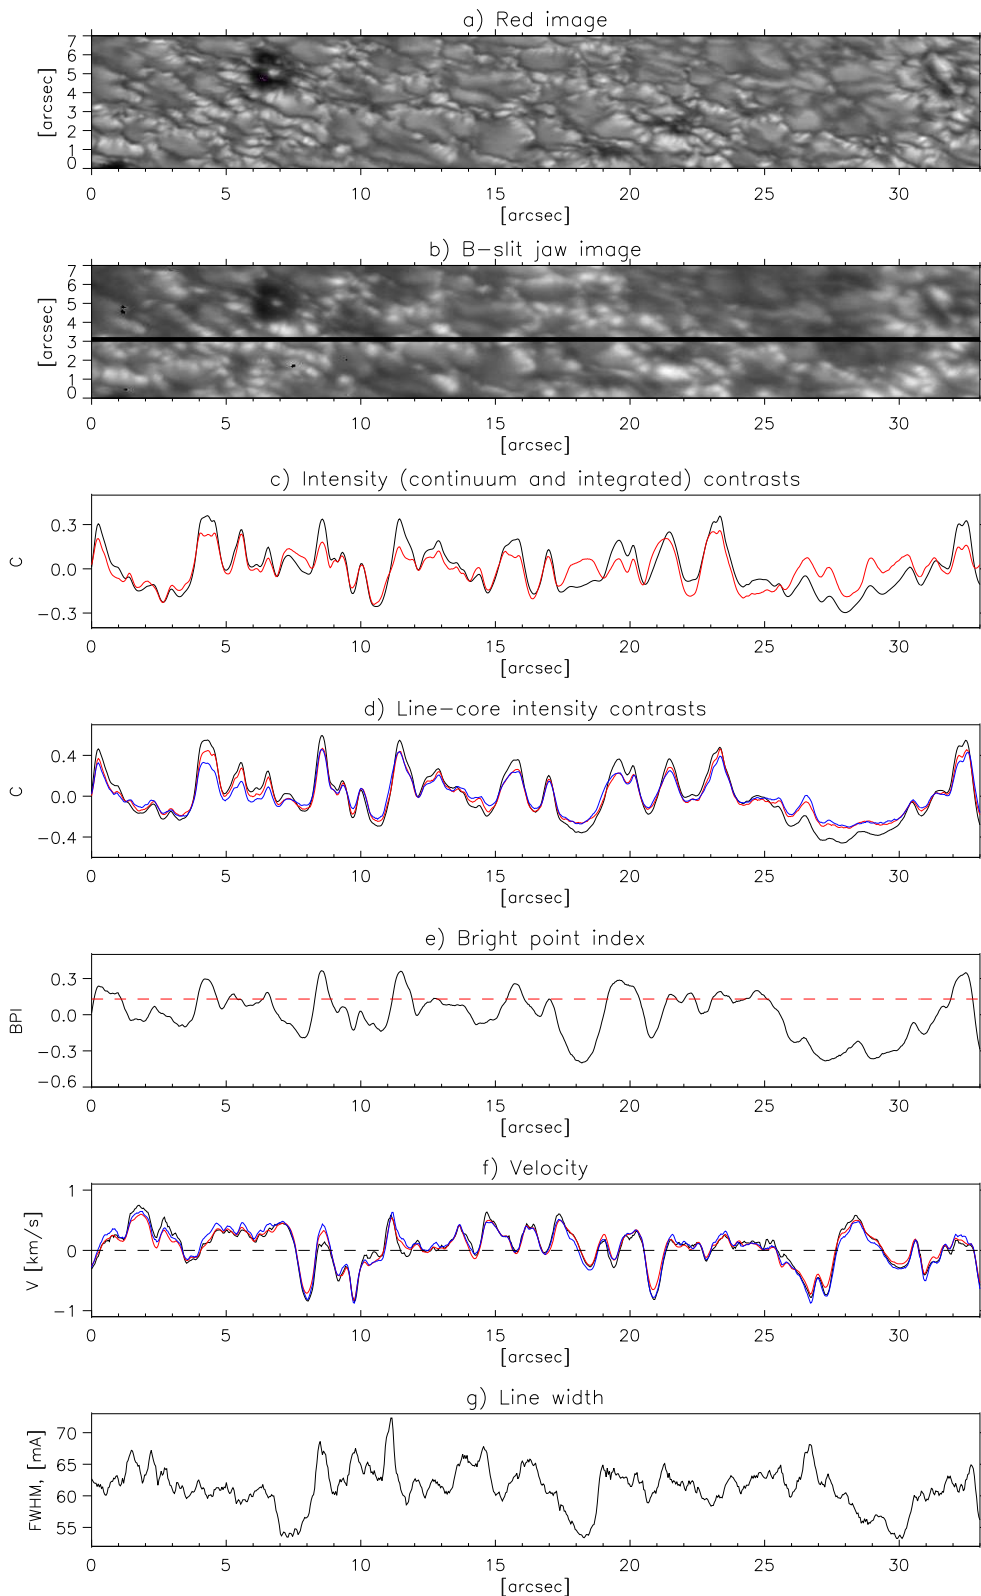 a) Red image
7
6
5
4
3
2
1
0
[arcsec]
0 5 10 15 20 25 30
[arcsec]
b) B-slit jaw image
7
6
5
4
3
2
1
0
[arcsec]
0 5 10 15 20 25 30
[arcsec]
c) Intensity (continuum and integrated) contrasts
0.3
0.0
-0.3
C
0 5 10 15 20 25 30
[arcsec]
d) Line-core intensity contrasts
0.4
0.0
-0.4
C
0 5 10 15 20 25 30
[arcsec]
e) Bright point index
0.3
0.0
-0.3
-0.6
BPI
0 5 10 15 20 25 30
[arcsec]
f) Velocity
1
0
-1
V [km/s]
0 5 10 15 20 25 30
[arcsec]
g) Line width
70
65
60
55
FWHM, [mA]
0 5 10 15 20 25 30
[arcsec]